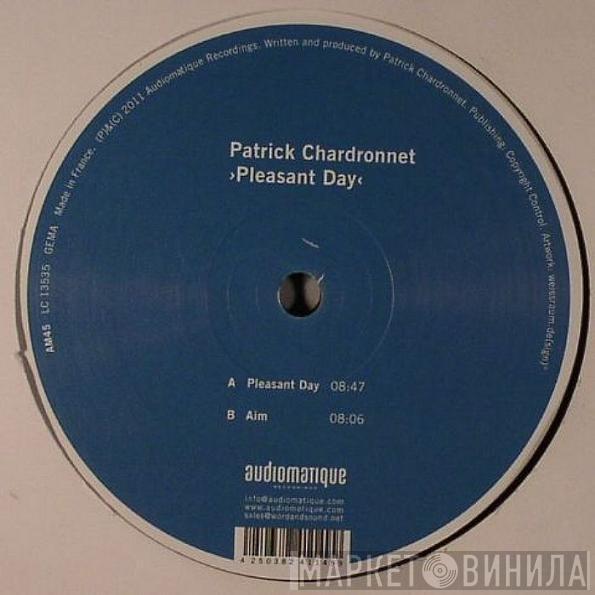 AM45 LC 13535 GEMA Made in France. (P)&(C) 2011 Audiomatique Recordings. Written and produced by Patrick Chardronnet. Publishing: Copyright Control. Artwork: weissraum.de(sign)°
Patrick Chardronnet
›Pleasant Day‹
A Pleasant Day 08:47
B Aim 08:06
audiomatique
RECORDINGS
info@audiomatique.com
www.audiomatique.com
sales@wordandsound.net
МАРКЕТ ВИНИЛА